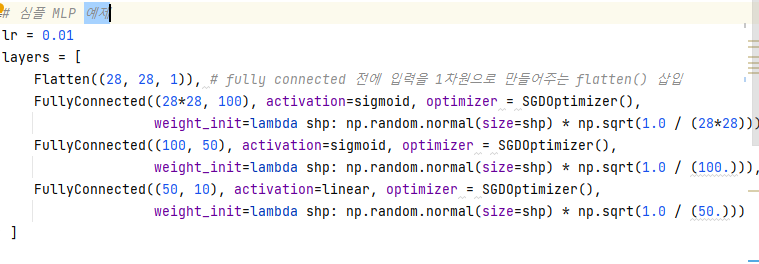 # 심플 MLP 예제
lr = 0.01
layers = [
    Flatten((28, 28, 1)), # fully connected 전에 입력을 1차원으로 만들어주는 flatten() 삽입
    FullyConnected((28*28, 100), activation=sigmoid, optimizer = SGDOptimizer(),
                   weight_init=lambda shp: np.random.normal(size=shp) * np.sqrt(1.0 / (28*28)))
    FullyConnected((100, 50), activation=sigmoid, optimizer = SGDOptimizer(),
                   weight_init=lambda shp: np.random.normal(size=shp) * np.sqrt(1.0 / (100.))),
    FullyConnected((50, 10), activation=linear, optimizer = SGDOptimizer(),
                   weight_init=lambda shp: np.random.normal(size=shp) * np.sqrt(1.0 / (50.)))
 ]